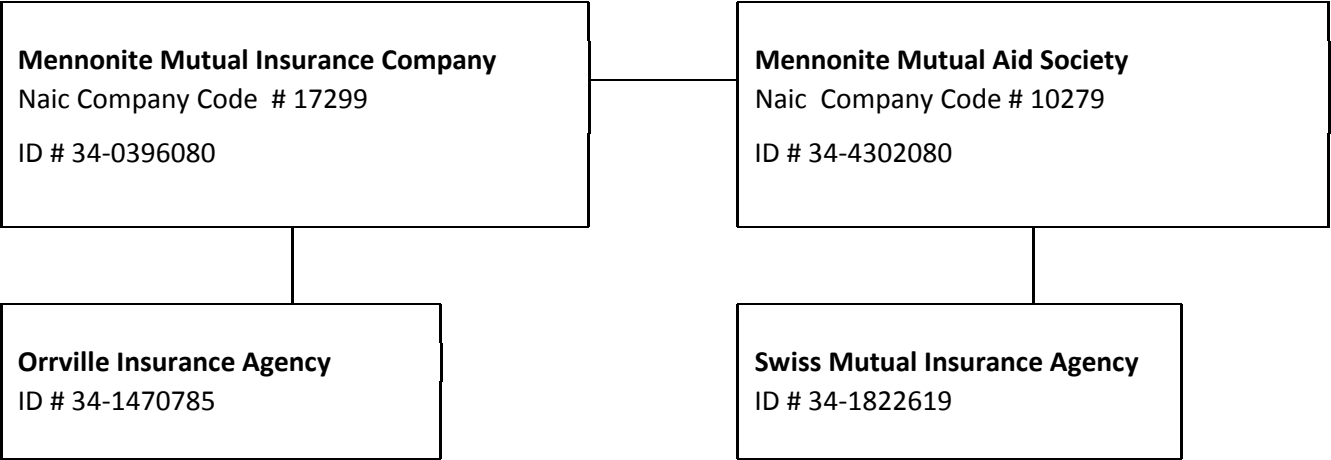 Mennonite Mutual Insurance Company
Naic Company Code  # 17299
ID # 34-0396080
Mennonite Mutual Aid Society
Naic  Company Code # 10279
ID # 34-4302080
Orrville Insurance Agency
ID # 34-1470785
Swiss Mutual Insurance Agency
ID # 34-1822619